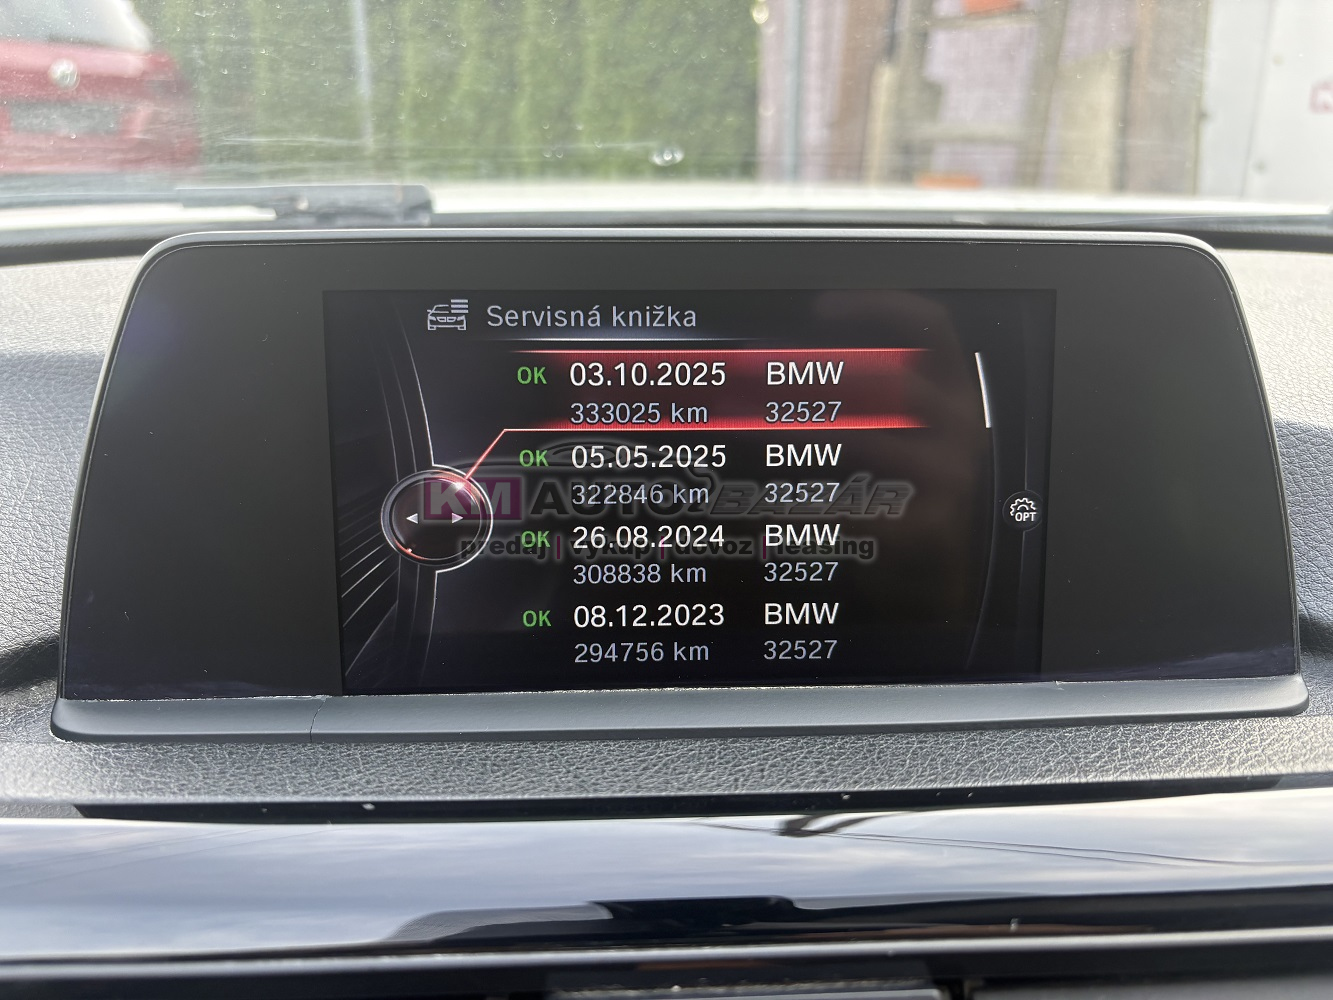 Servisná knižka
OK 03.10.2025 BMW
333025 km 32527
OK 05.05.2025 BMW
322846 km 32527
KM AUTOBAZÁR
OK 26.08.2024 BMW
predaj | výkup | dovoz | leasing
308838 km 32527
OK 08.12.2023 BMW
294756 km 32527
OPT